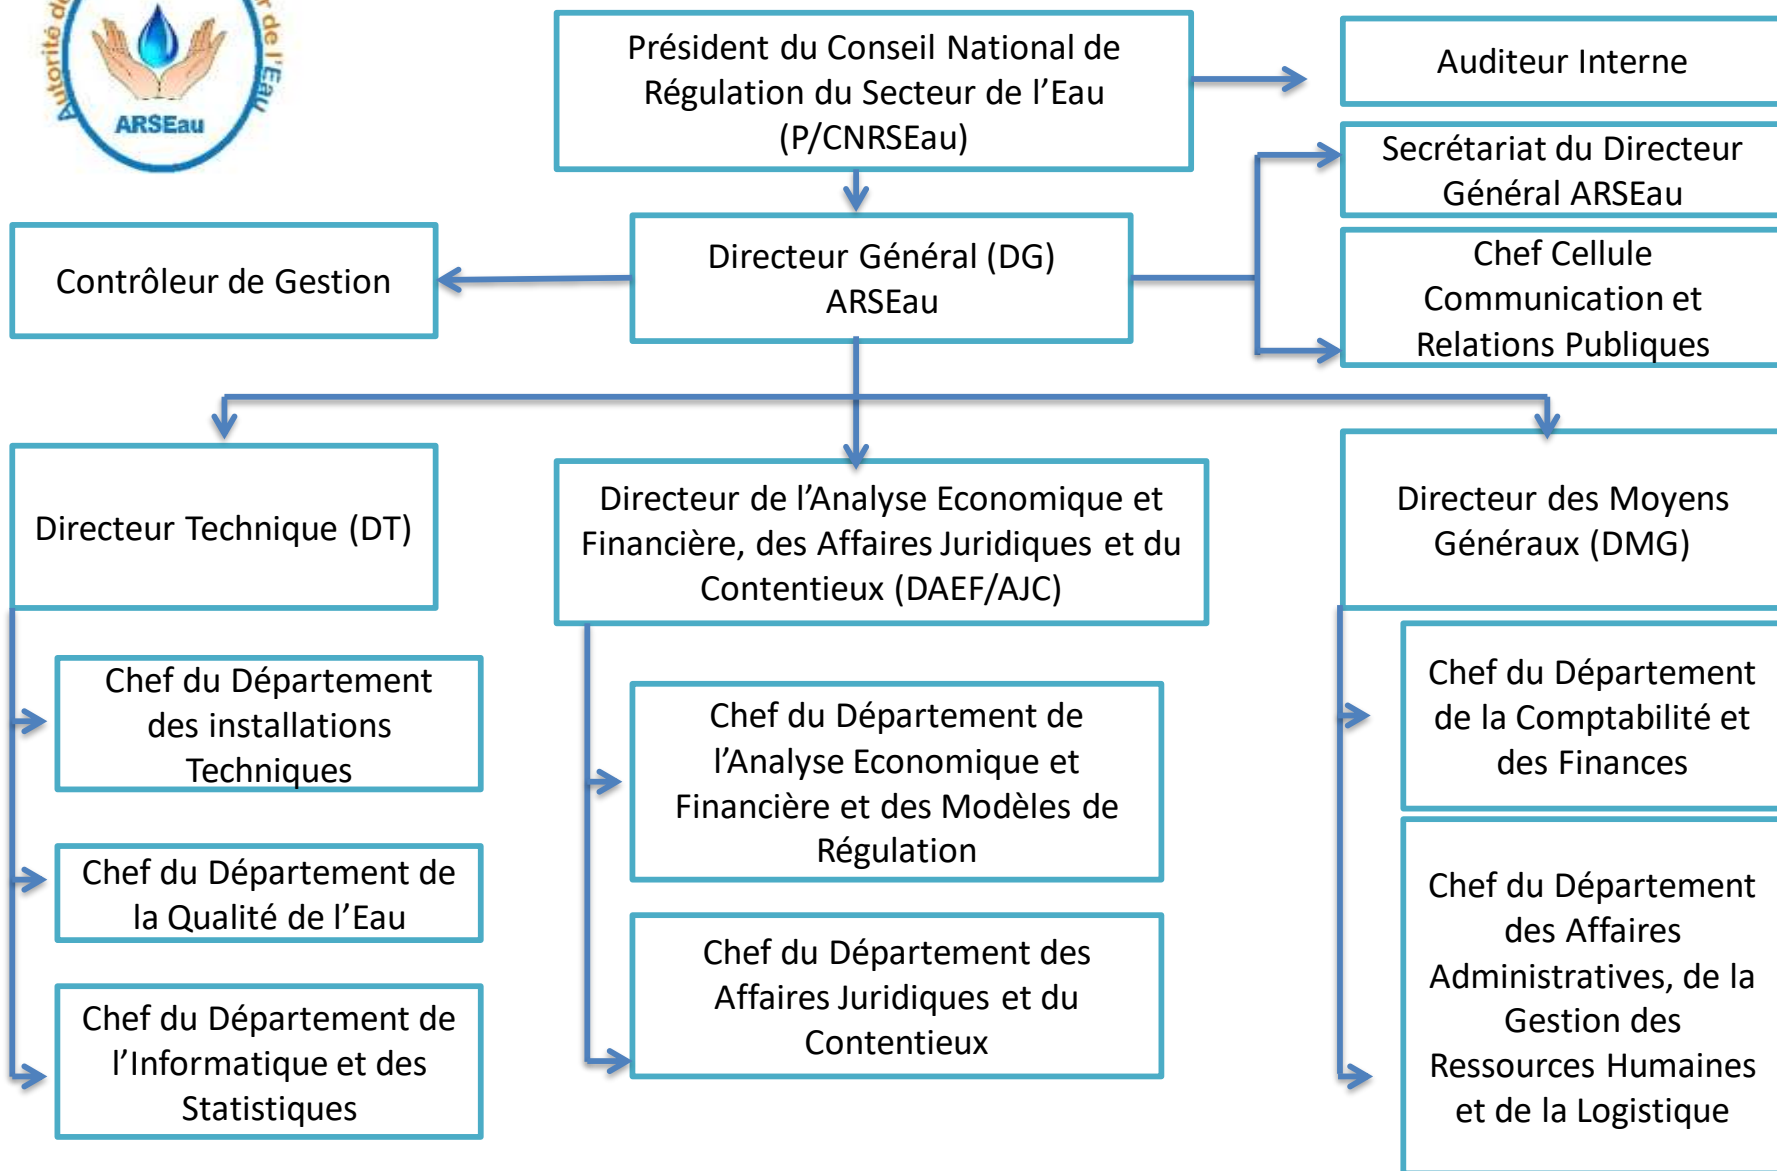 Autorité de
r de l'Eau
ARSEau
Président du Conseil National de
Régulation du Secteur de l’Eau
(P/CNRSEau)
Auditeur Interne
Secrétariat du Directeur
Général ARSEau
Contrôleur de Gestion
Directeur Général (DG)
ARSEau
Chef Cellule
Communication et
Relations Publiques
Directeur Technique (DT)
Directeur de l’Analyse Economique et
Financière, des Affaires Juridiques et du
Contentieux (DAEF/AJC)
Directeur des Moyens
Généraux (DMG)
Chef du Département
des installations
Techniques
Chef du Département de
la Qualité de l’Eau
Chef du Département de
l’Informatique et des
Statistiques
Chef du Département de
l’Analyse Economique et
Financière et des Modèles de
Régulation
Chef du Département des
Affaires Juridiques et du
Contentieux
Chef du Département
de la Comptabilité et
des Finances
Chef du Département
des Affaires
Administratives, de la
Gestion des
Ressources Humaines
et de la Logistique